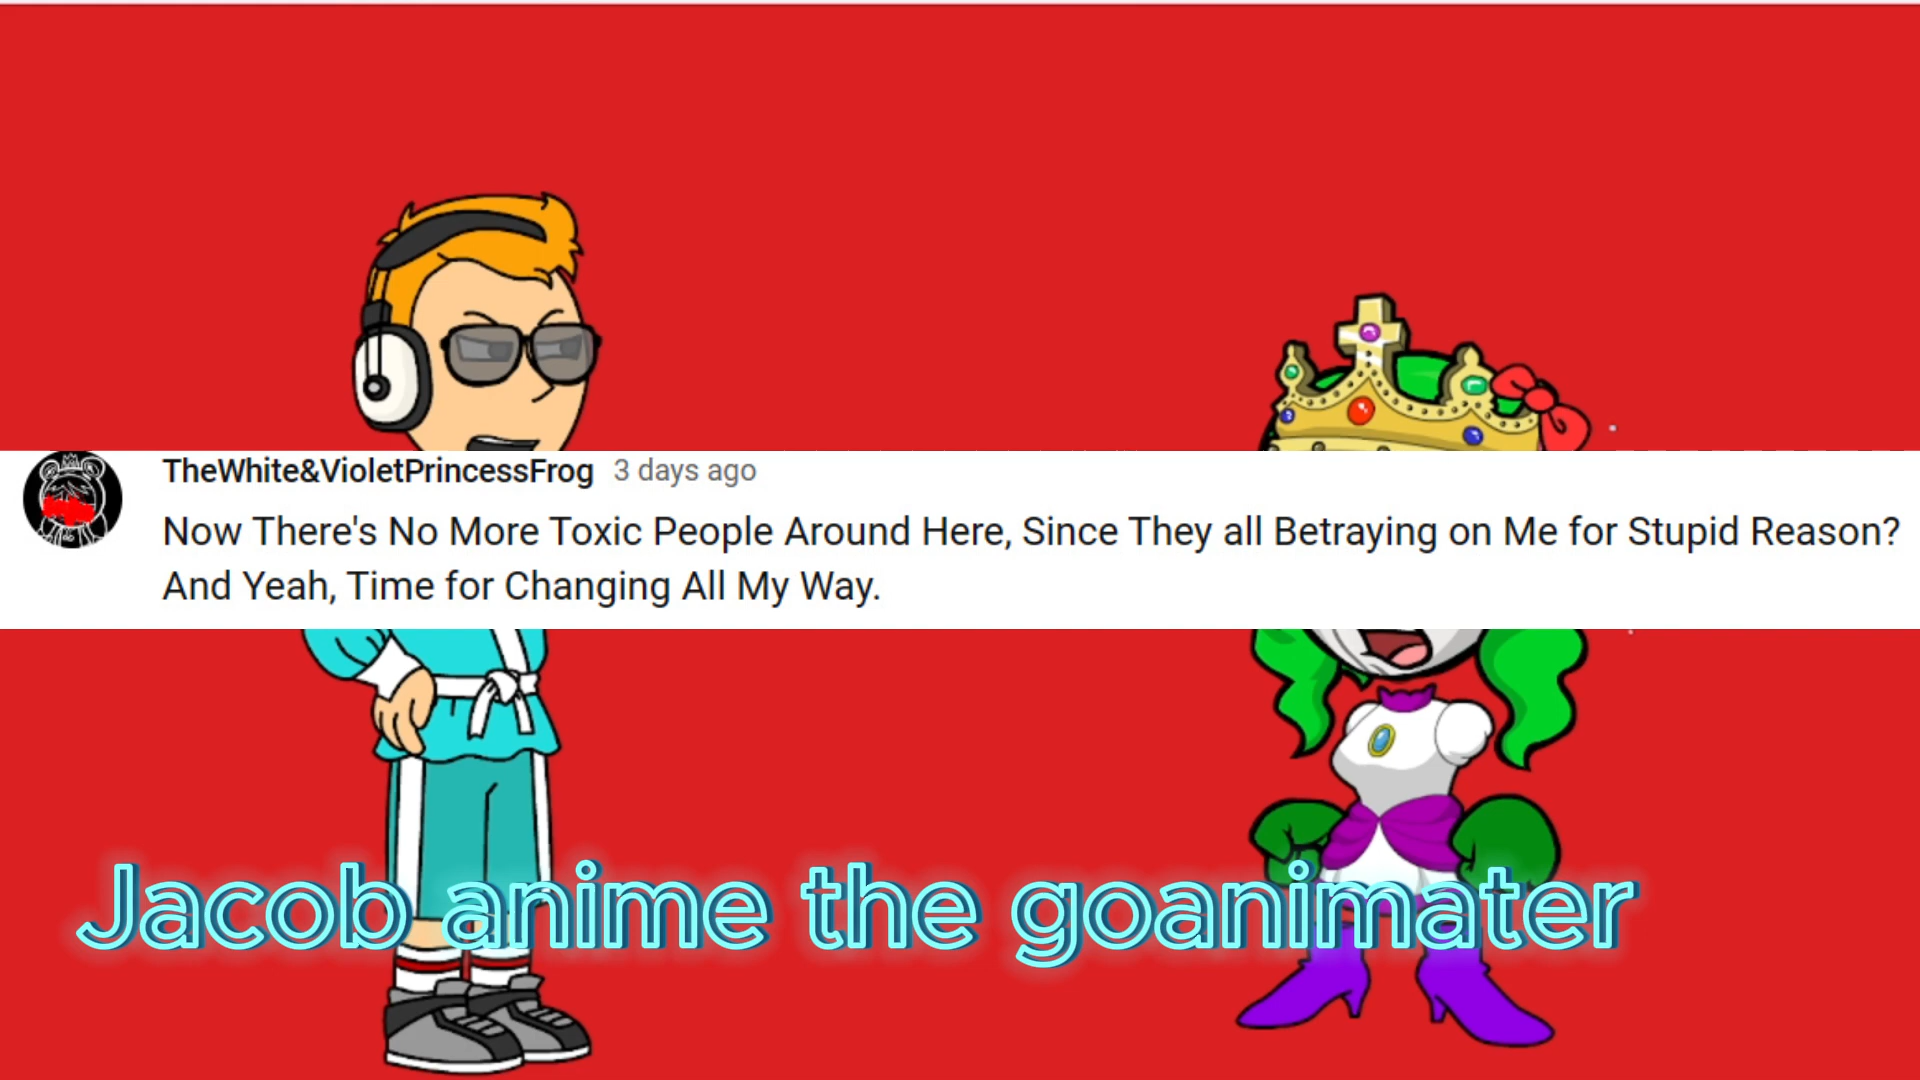 TheWhite&VioletPrincessFrog 3 days ago
Now There's No More Toxic People Around Here, Since They all Betraying on Me for Stupid Reason?
And Yeah, Time for Changing All My Way.
Jacob anime the goanimater